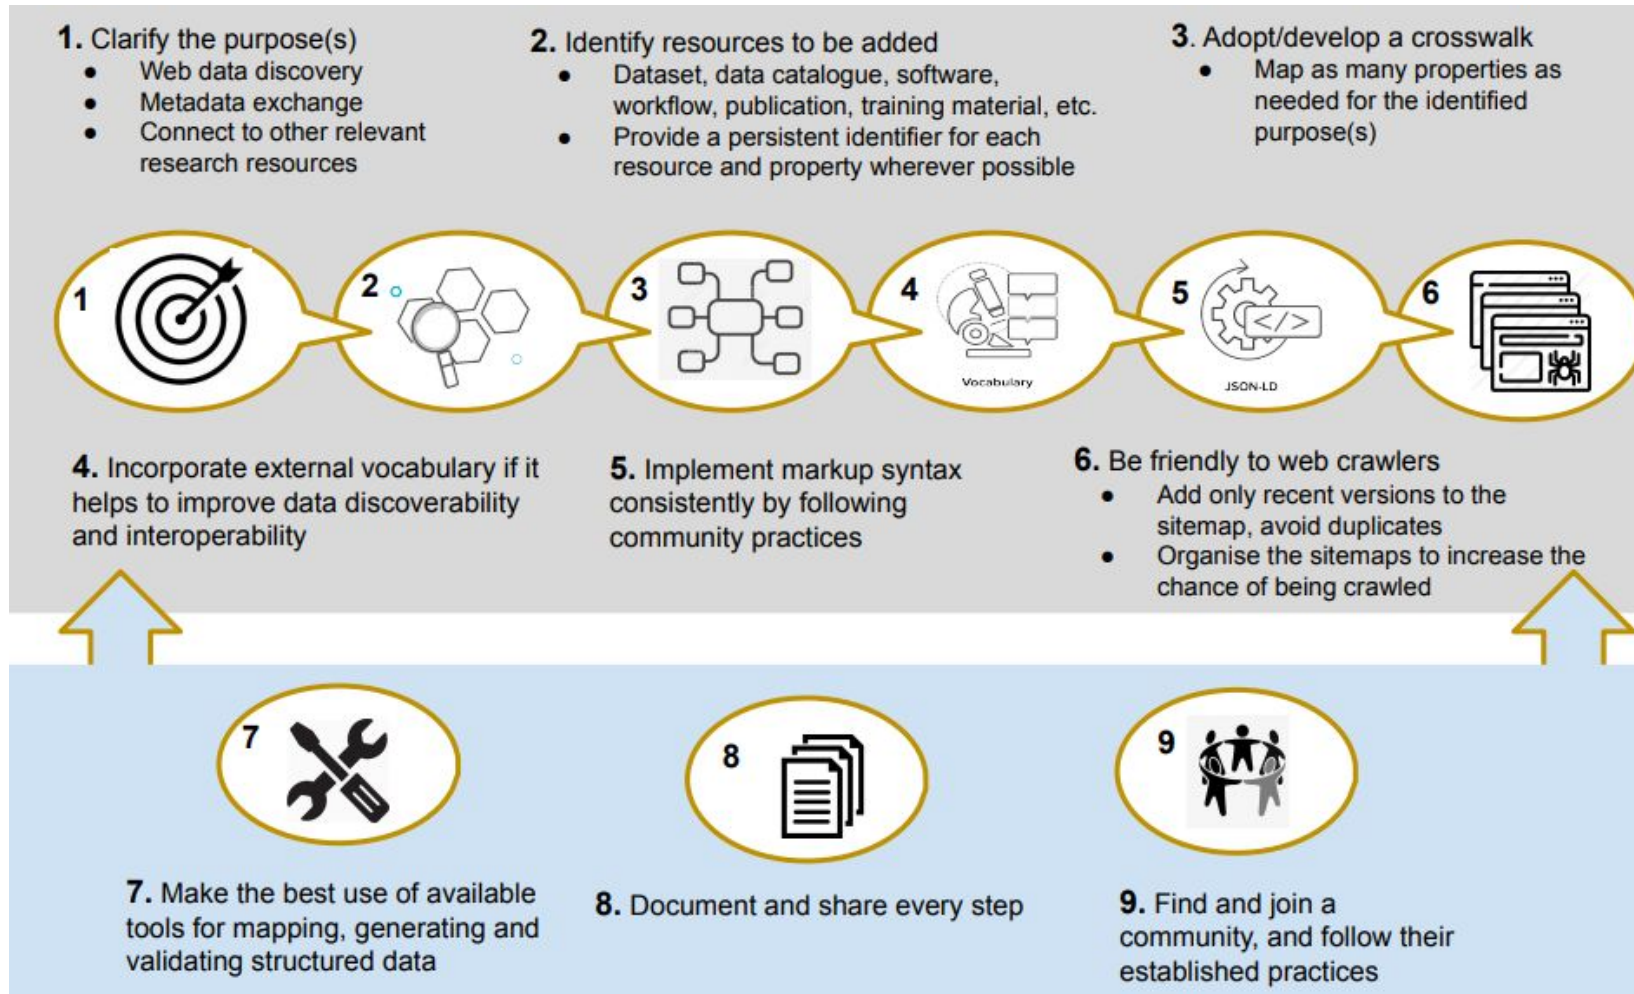 1. Clarify the purpose(s)
● Web data discovery
● Metadata exchange
● Connect to other relevant
research resources
2. Identify resources to be added
● Dataset, data catalogue, software,
workflow, publication, training material, etc.
● Provide a persistent identifier for each
resource and property wherever possible
3. Adopt/develop a crosswalk
● Map as many properties as
needed for the identified
purpose(s)
1
2
3
4
Vocabulary
5
</>
JSON-LD
6
4. Incorporate external vocabulary if it
helps to improve data discoverability
and interoperability
5. Implement markup syntax
consistently by following
community practices
6. Be friendly to web crawlers
● Add only recent versions to the
sitemap, avoid duplicates
● Organise the sitemaps to increase the
chance of being crawled
7
8
9
7. Make the best use of available
tools for mapping, generating and
validating structured data
8. Document and share every step
9. Find and join a
community, and follow their
established practices